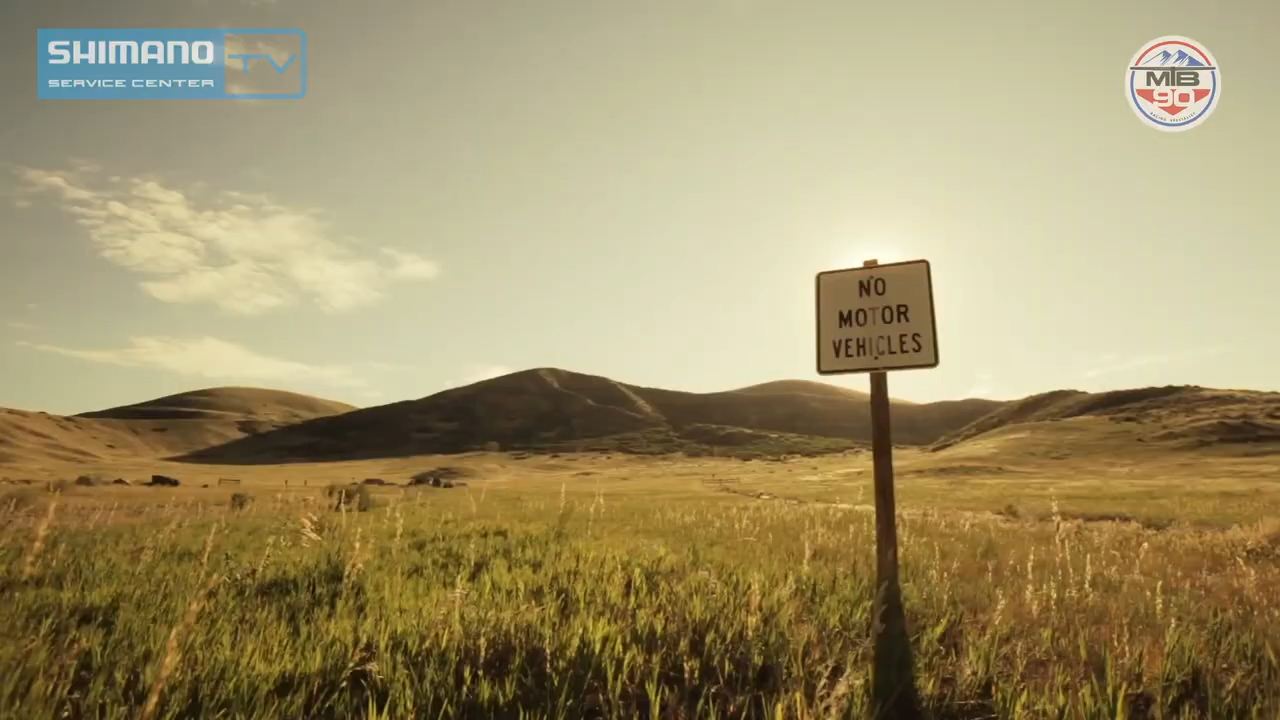 SHIMANO
SERVICE CENTER
TV
MTB
90
NO
MOTOR
VEHICLES